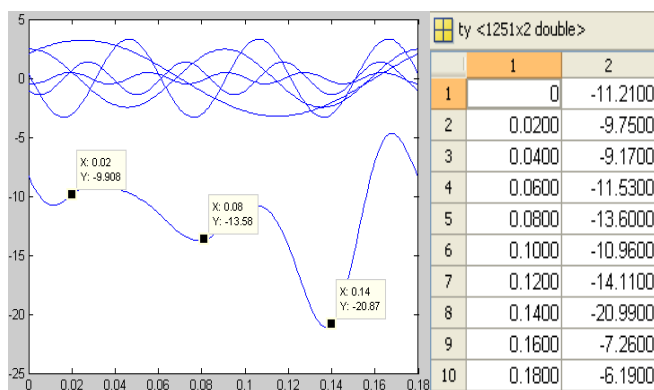 5
0
-5
-10
-15
-20
-25
0
0.02
0.04
0.06
0.08
0.1
0.12
0.14
0.16
0.18
X: 0.02
Y: -9.908
X: 0.08
Y: -13.58
X: 0.14
Y: -20.87
ty <1251x2 double>
1 2
1 0 -11.2100
2 0.0200 -9.7500
3 0.0400 -9.1700
4 0.0600 -11.5300
5 0.0800 -13.6000
6 0.1000 -10.9600
7 0.1200 -14.1100
8 0.1400 -20.9900
9 0.1600 -7.2600
10 0.1800 -6.1900